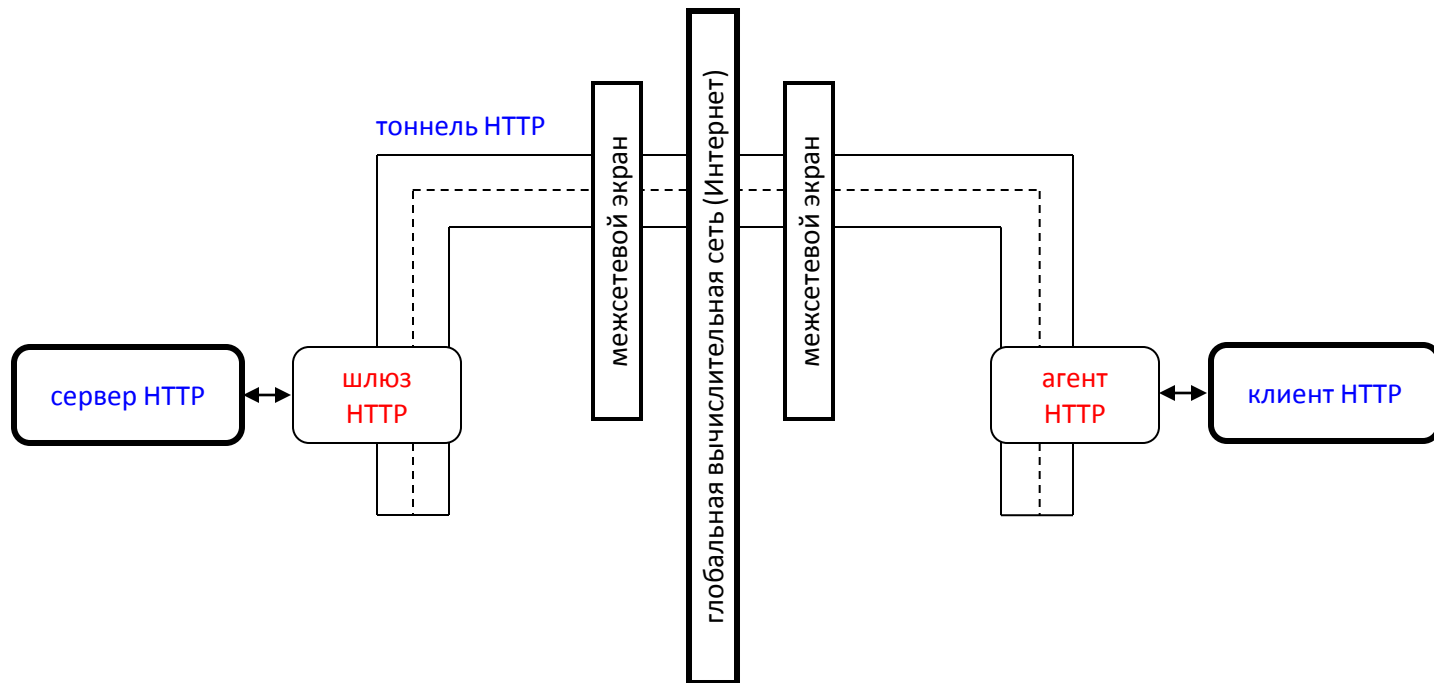 тоннель HTTP
межсетевой экран
глобальная вычислительная сеть (Интернет)
межсетевой экран
сервер HTTP
шлюз
HTTP
агент
HTTP
клиент HTTP